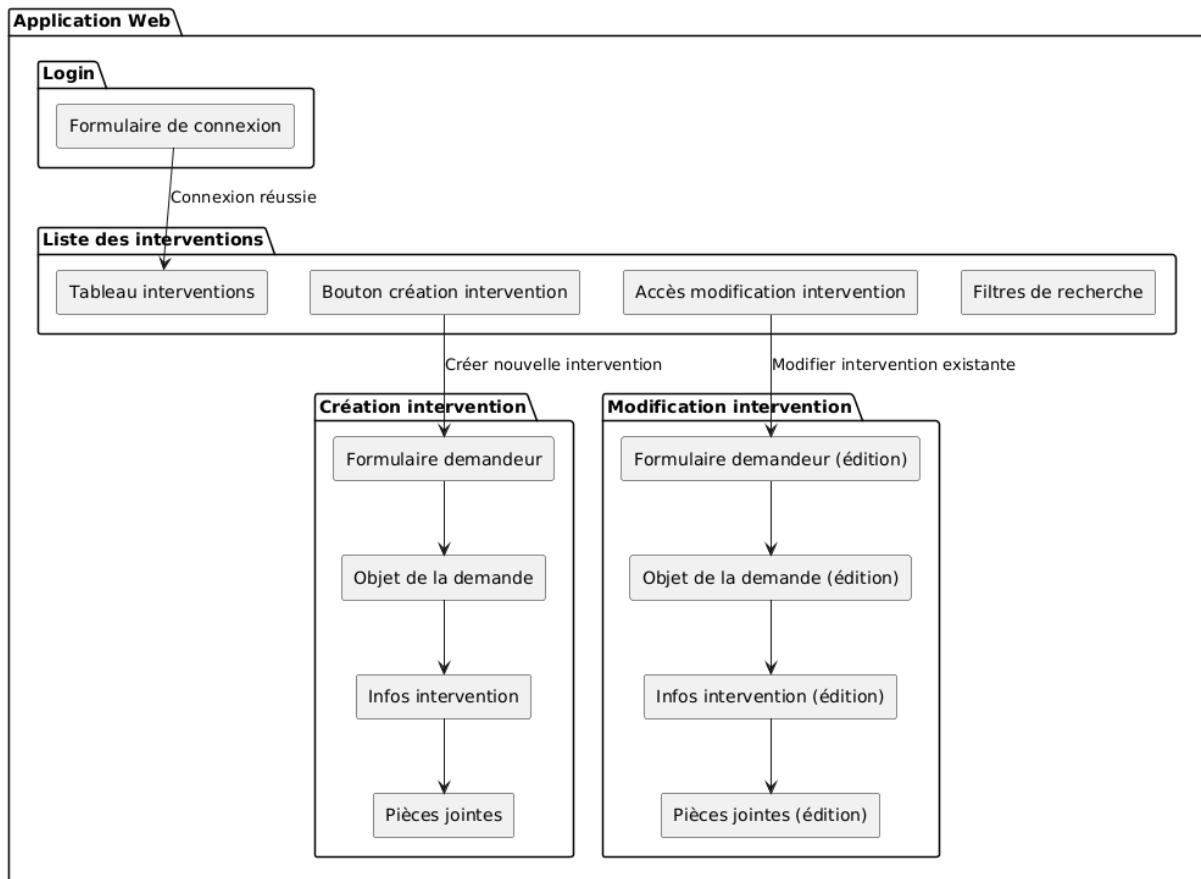 Application Web
Login
Formulaire de connexion
Connexion réussie
Liste des interventions
Tableau interventions
Bouton création intervention
Accès modification intervention
Filtres de recherche
Créer nouvelle intervention
Modifier intervention existante
Création intervention
Modification intervention
Formulaire demandeur
Formulaire demandeur (édition)
Objet de la demande
Objet de la demande (édition)
Infos intervention
Infos intervention (édition)
Pièces jointes
Pièces jointes (édition)